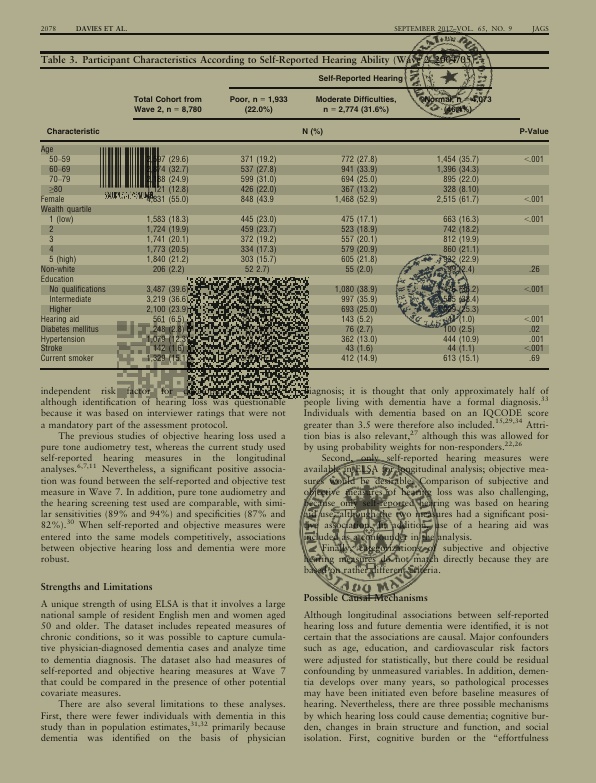 2078 DAVIES ET AL. SEPTEMBER 2017–VOL. 65, NO. 9 JAGS
Table 3. Participant Characteristics According to Self-Reported Hearing Ability (Wave 2, 2004/05)
Self-Reported Hearing
Total Cohort from Wave 2, n = 8,780
Poor, n = 1,933 (22.0%)
Moderate Difficulties, n = 2,774 (31.6%)
Normal, n = 4,073
Characteristic N (%) P-Value
Age
50–59 (29.6) 371 (19.2) 772 (27.8) 1,454 (35.7) <.001
60–69 (32.7) 537 (27.8) 941 (33.9) 1,396 (34.3)
70–79 (24.9) 599 (31.0) 694 (25.0) 895 (22.0)
≥80 (12.8) 426 (22.0) 367 (13.2) 328 (8.10)
Female (55.0) 848 (43.9 1,468 (52.9) 2,515 (61.7) <.001
Wealth quartile
1 (low) 1,583 (18.3) 445 (23.0) 475 (17.1) 663 (16.3) <.001
2 1,724 (19.9) 459 (23.7) 523 (18.9) 742 (18.2)
3 1,741 (20.1) 372 (19.2) 557 (20.1) 812 (19.9)
4 1,773 (20.5) 334 (17.3) 579 (20.9) 860 (21.1)
5 (high) 1,840 (21.2) 303 (15.7) 605 (21.8) (22.9)
Non-white 206 (2.2) 52 2.7) 55 (2.0) .26
Education
No qualifications 3,487 (39.6) 1,080 (38.9) <.001
Intermediate 3,219 (36.6) 997 (35.9)
Higher 2,100 (23.9) 693 (25.0)
Hearing aid 561 (6.5) 143 (5.2) (1.0) <.001
Diabetes mellitus 248 (2.8) 76 (2.7) 100 (2.5) .02
Hypertension 362 (13.0) 444 (10.9) .001
Stroke 43 (1.6) 44 (1.1) <.001
Current smoker 1,329 (15.1) 412 (14.9) 613 (15.1) .69
independent risk factor for
although identification of hearing loss was questionable
because it was based on interviewer ratings that were not
a mandatory part of the assessment protocol.
The previous studies of objective hearing loss used a
pure tone audiometry test, whereas the current study used
self-reported hearing measures in the longitudinal
analyses.6,7,11 Nevertheless, a significant positive associa-
tion was found between the self-reported and objective test
measure in Wave 7. In addition, pure tone audiometry and
the hearing screening test used are comparable, with simi-
lar sensitivities (89% and 94%) and specificities (87% and
82%).30 When self-reported and objective measures were
entered into the same models competitively, associations
between objective hearing loss and dementia were more
robust.
Strengths and Limitations
A unique strength of using ELSA is that it involves a large
national sample of resident English men and women aged
50 and older. The dataset includes repeated measures of
chronic conditions, so it was possible to capture cumula-
tive physician-diagnosed dementia cases and analyze time
to dementia diagnosis. The dataset also had measures of
self-reported and objective hearing measures at Wave 7
that could be compared in the presence of other potential
covariate measures.
There are also several limitations to these analyses.
First, there were fewer individuals with dementia in this
study than in population estimates,31,32 primarily because
dementia was identified on the basis of physician
diagnosis; it is thought that only approximately half of
people living with dementia have a formal diagnosis.33
Individuals with dementia based on an IQCODE score
greater than 3.5 were therefore also included.15,29,34 Attri-
tion bias is also relevant,27 although this was allowed for
by using probability weights for non-responders.22,26
Second, only self-reported hearing measures were
available in ELSA for longitudinal analysis; objective mea-
sures would be desirable. Comparison of subjective and
objective measures of hearing loss was also challenging,
because only self-reported hearing was based on hearing
aid use, although the two measures had a significant posi-
tive association. In addition, use of a hearing aid was
included as a confounder in the analysis.
Finally, categorizations of subjective and objective
hearing measures do not match directly because they are
based on rather different criteria.
Possible Causal Mechanisms
Although longitudinal associations between self-reported
hearing loss and future dementia were identified, it is not
certain that the associations are causal. Major confounders
such as age, education, and cardiovascular risk factors
were adjusted for statistically, but there could be residual
confounding by unmeasured variables. In addition, demen-
tia develops over many years, so pathological processes
may have been initiated even before baseline measures of
hearing. Nevertheless, there are three possible mechanisms
by which hearing loss could cause dementia; cognitive bur-
den, changes in brain structure and function, and social
isolation. First, cognitive burden or the “effortfulness